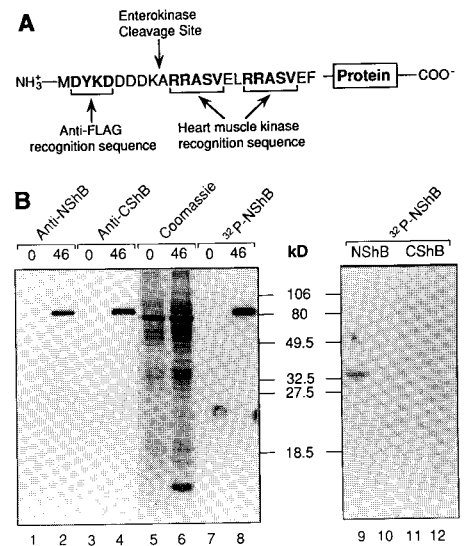 A
Enterokinase
Cleavage Site
NH3+—MDYKDDDDKARRASVELRRASVEF—Protein—COO-
Anti-FLAG
recognition sequence
Heart muscle kinase
recognition sequence
B
Anti-NShB Anti-CShB Coomassie 32P-NShB
0 46 0 46 0 46 0 46
kD
32P-NShB
NShB CShB
106
80
49.5
32.5
27.5
18.5
1 2 3 4 5 6 7 8 9 10 11 12